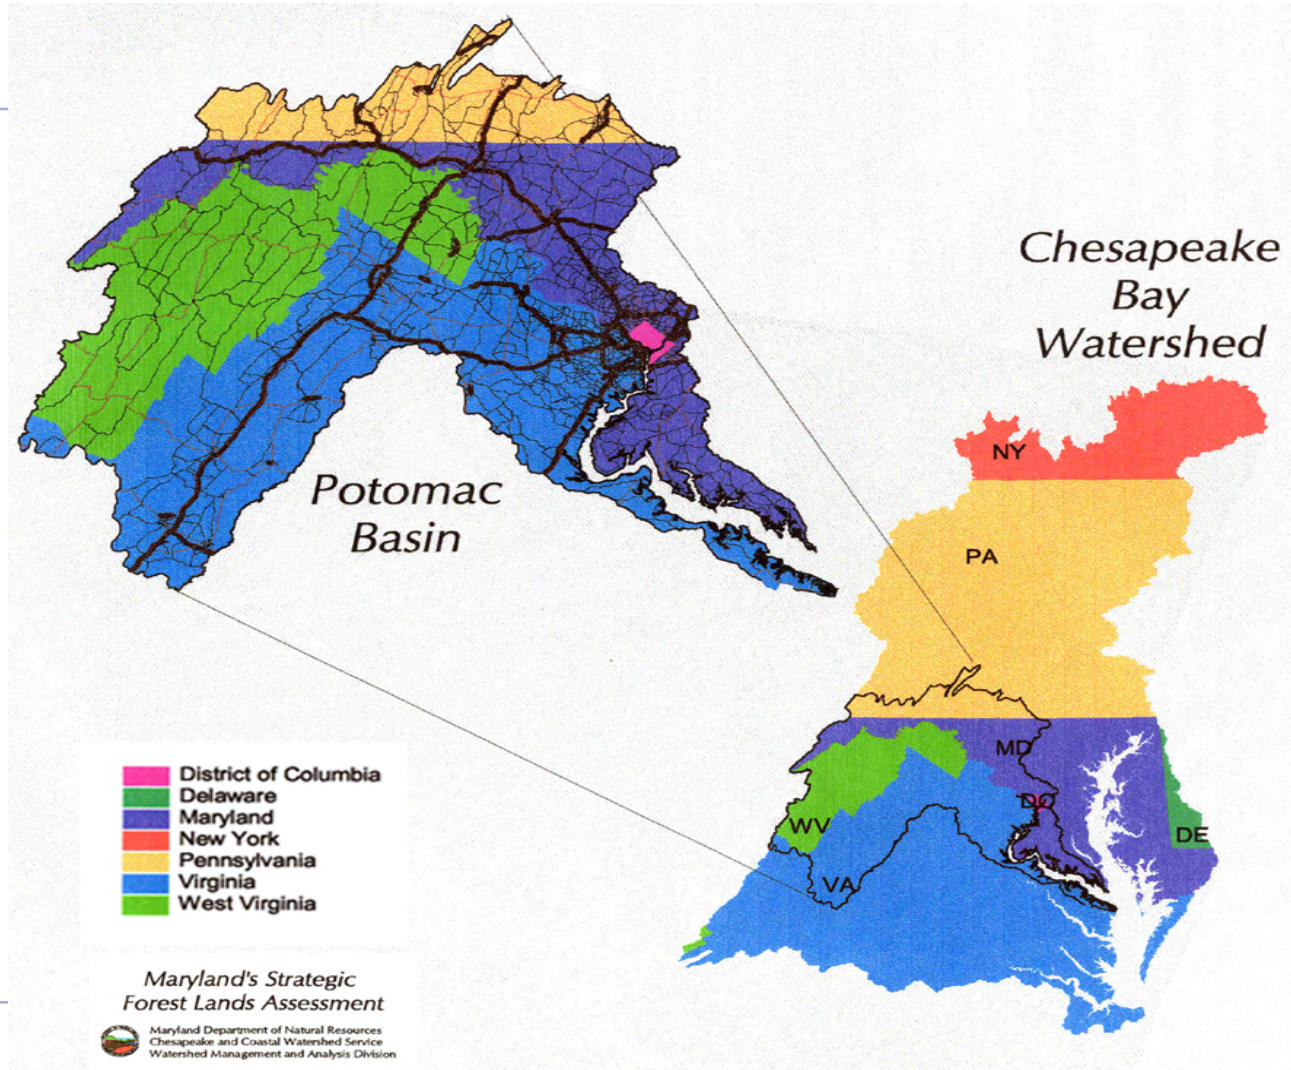 Chesapeake
Bay
Watershed
Potomac
Basin
NY
PA
MD
DC
WV
DE
VA
District of Columbia
Delaware
Maryland
New York
Pennsylvania
Virginia
West Virginia
Maryland's Strategic
Forest Lands Assessment
Maryland Department of Natural Resources
Chesapeake and Coastal Watershed Service
Watershed Management and Analysis Division